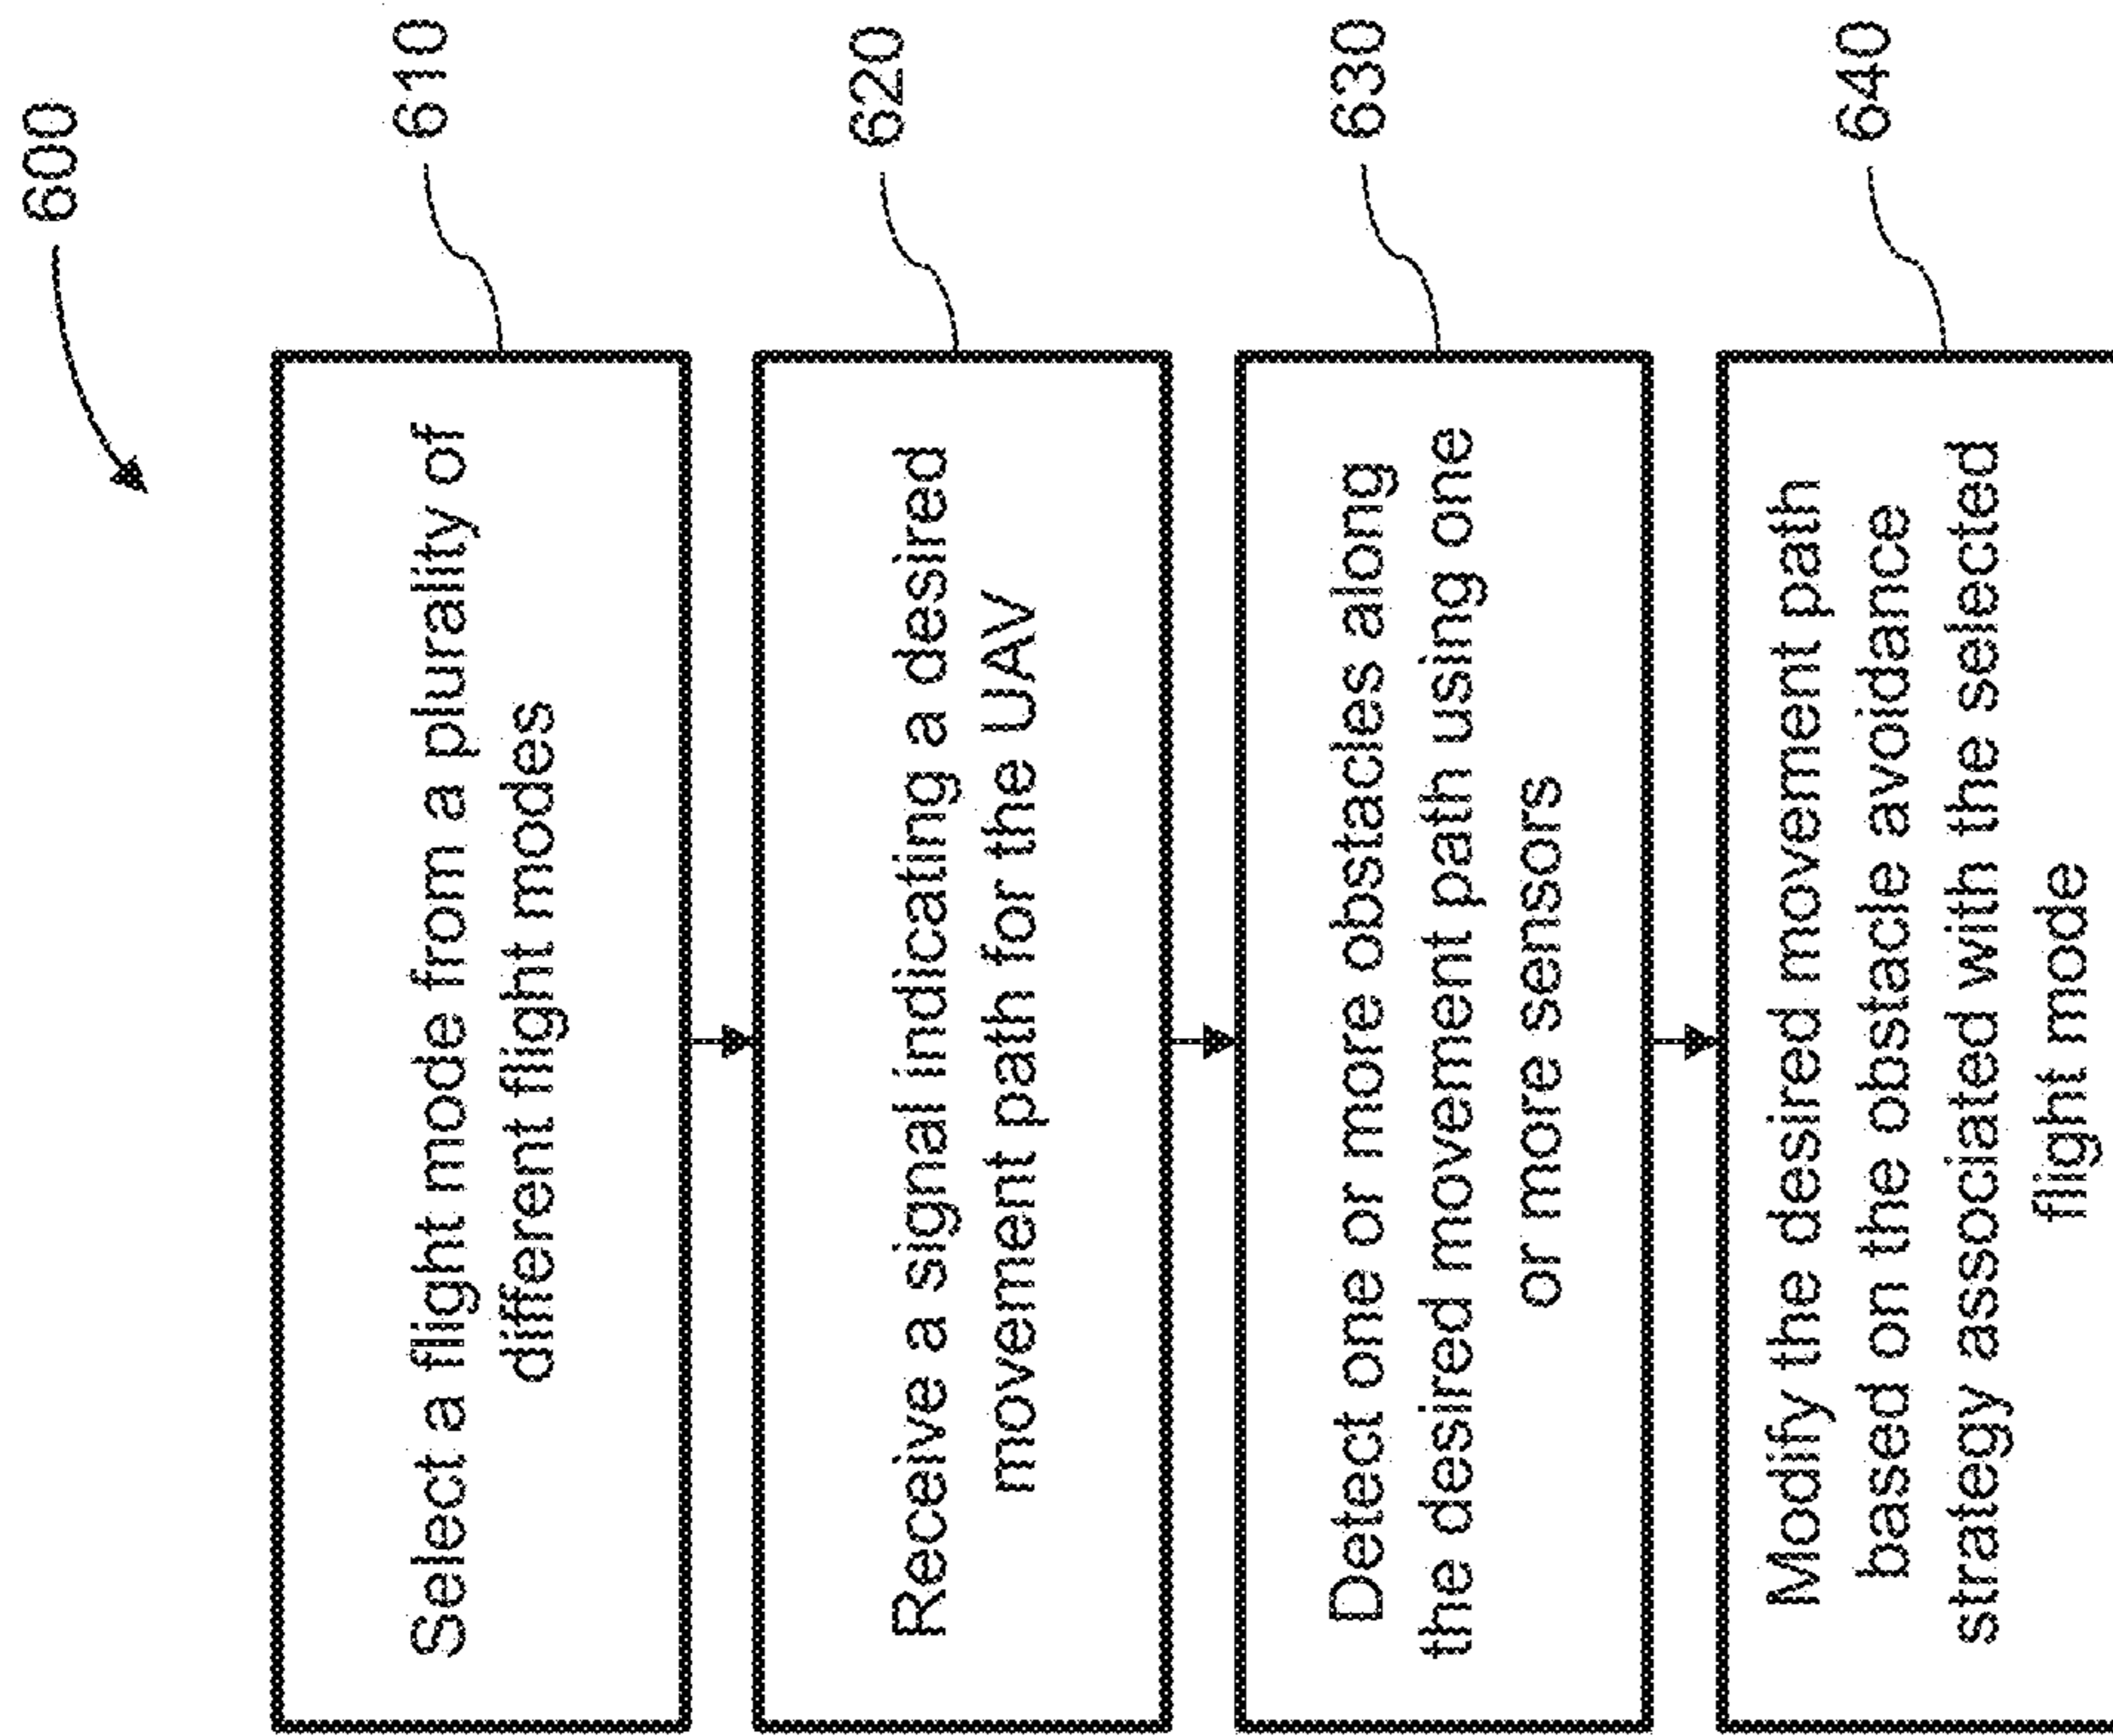 600
610
Select a flight mode from a plurality of
different flight modes
620
Receive a signal indicating a desired
movement path for the UAV
630
Detect one or more obstacles along
the desired movement path using one
or more sensors
640
Modify the desired movement path
based on the obstacle avoidance
strategy associated with the selected
flight mode